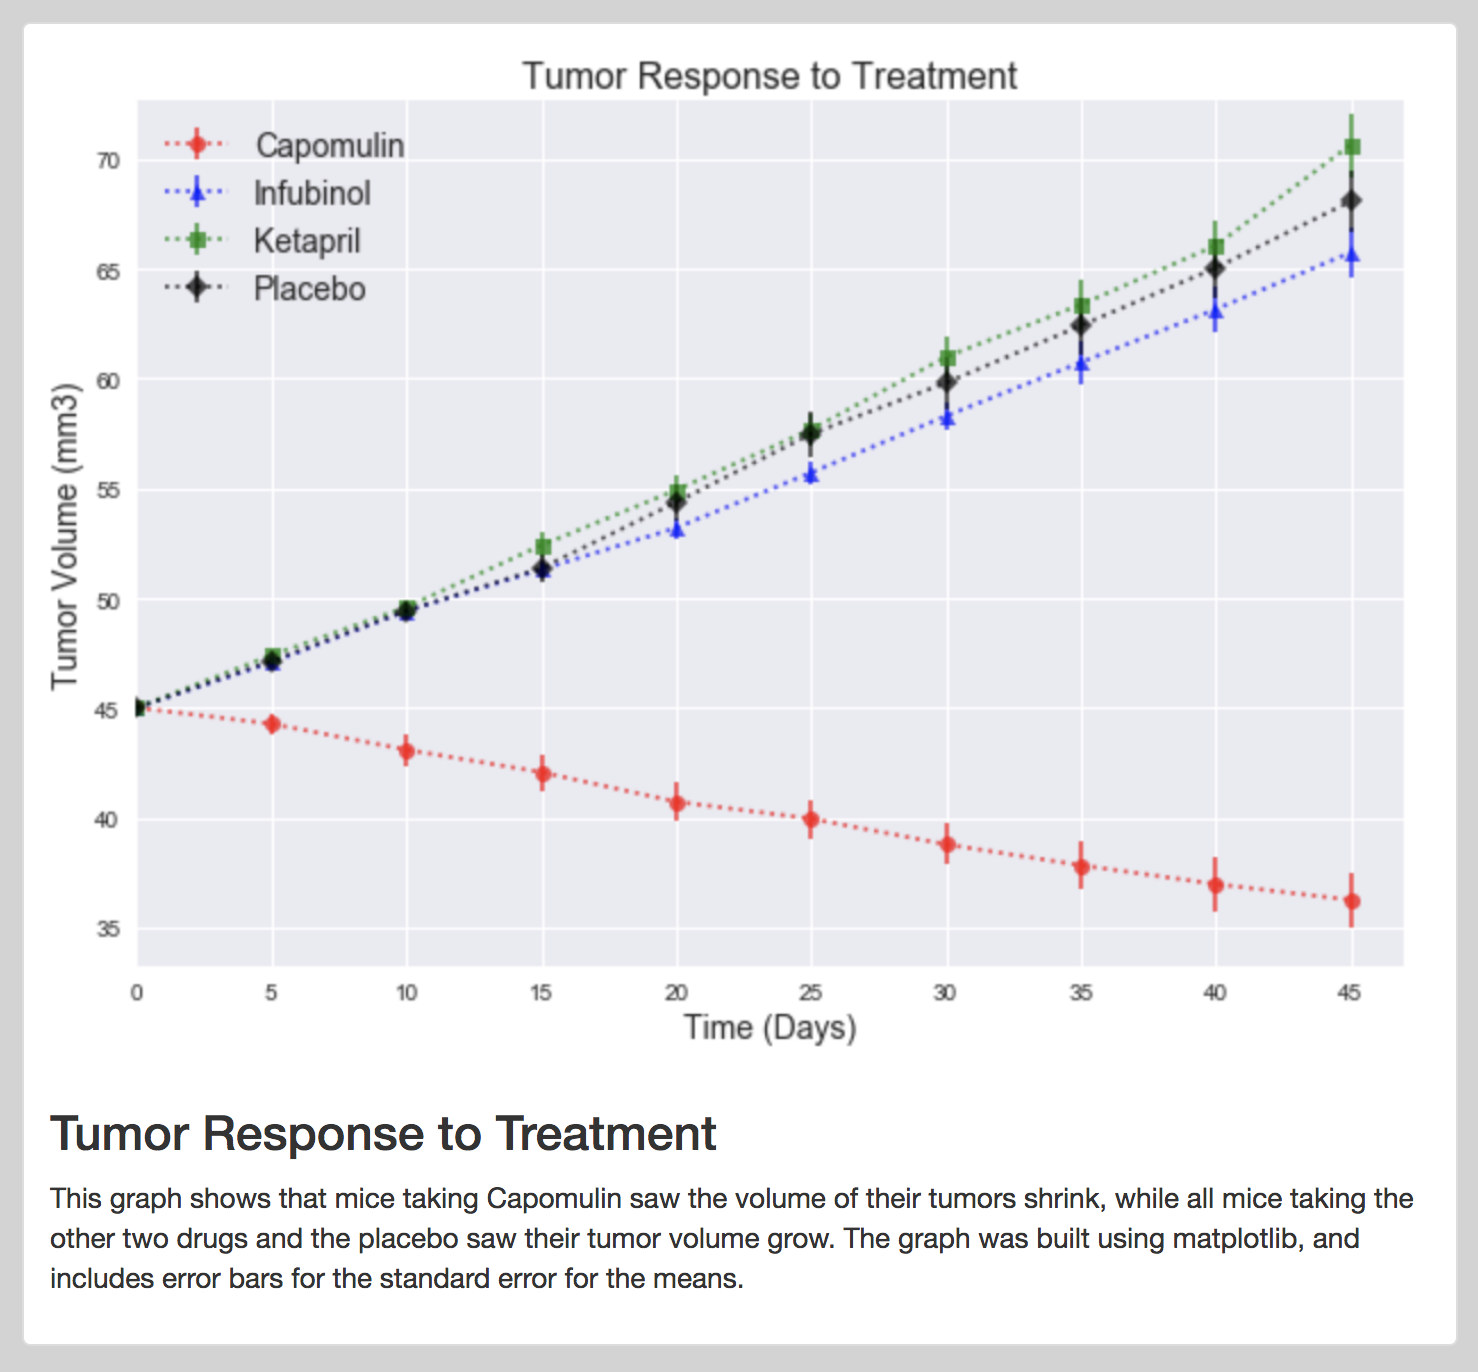 Tumor Response to Treatment
Capomulin
Infubinol
Ketapril
Placebo
70
65
60
55
50
45
40
35
Tumor Volume (mm3)
0 5 10 15 20 25 30 35 40 45
Time (Days)
Tumor Response to Treatment
This graph shows that mice taking Capomulin saw the volume of their tumors shrink, while all mice taking the
other two drugs and the placebo saw their tumor volume grow. The graph was built using matplotlib, and
includes error bars for the standard error for the means.